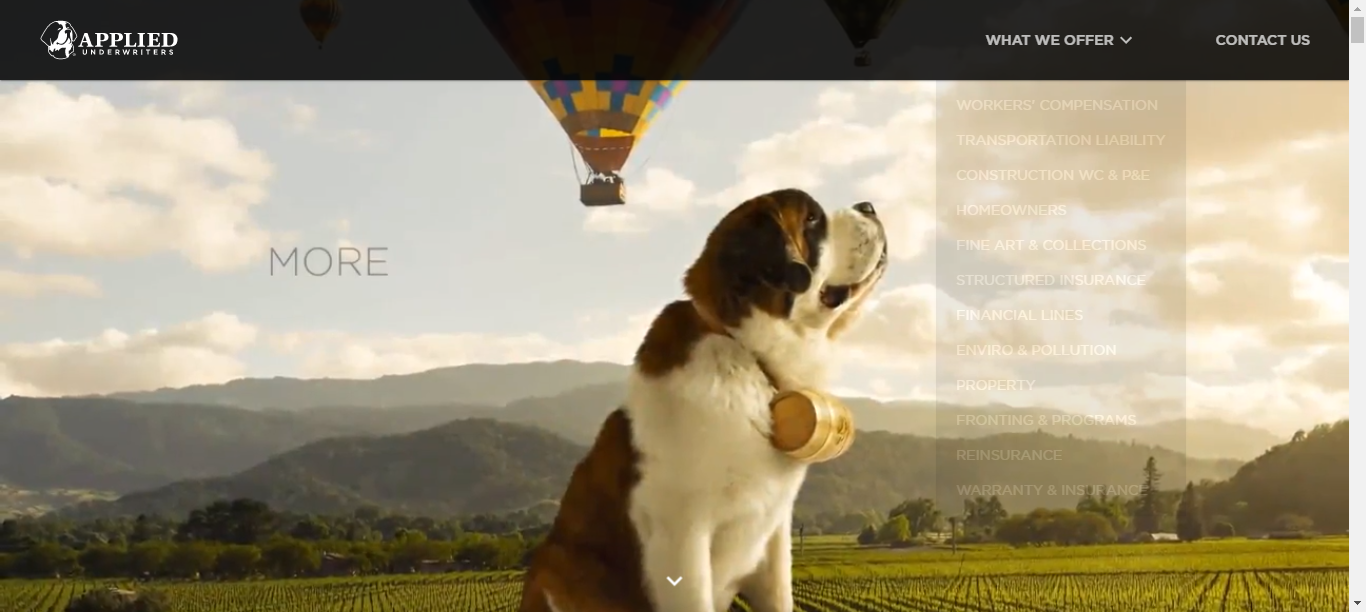 APPLIED
UNDERWRITERS
WHAT WE OFFER
CONTACT US
WORKERS' COMPENSATION
TRANSPORTATION LIABILITY
CONSTRUCTION WC & P&E
HOMEOWNERS
FINE ART & COLLECTIONS
STRUCTURED INSURANCE
FINANCIAL LINES
ENVIRO & POLLUTION
PROPERTY
FRONTING & PROGRAMS
REINSURANCE
WARRANTY & INSURANCE
MORE